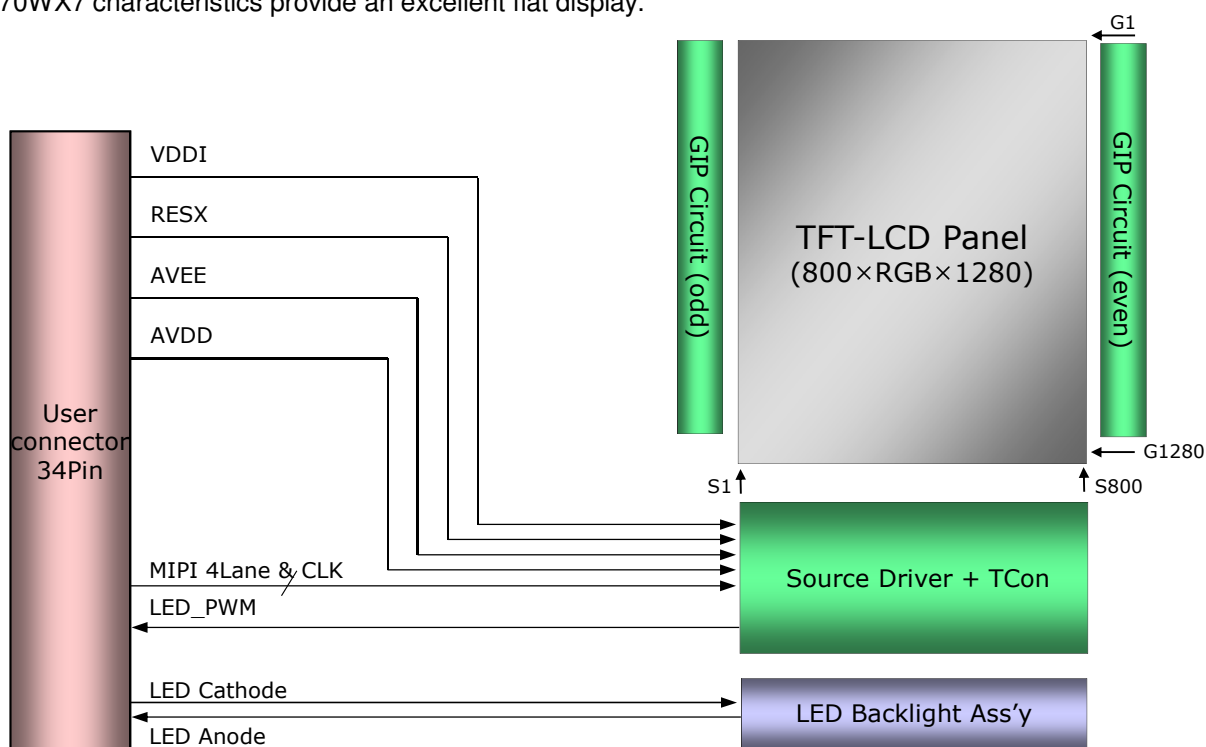 70WX7 characteristics provide an excellent flat display.
G1
VDDI
RESX
AVEE
AVDD
GIP Circuit (odd)
TFT-LCD Panel
(800×RGB×1280)
GIP Circuit (even)
User
connector
34Pin
G1280
S1
S800
MIPI 4Lane & CLK
LED_PWM
Source Driver + TCon
LED Cathode
LED Anode
LED Backlight Ass'y